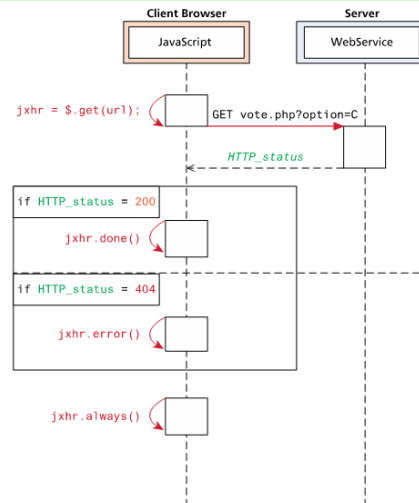 Client Browser
Server
JavaScript
WebService
jxhr = $.get(url);
GET vote.php?option=C
HTTP_status
if HTTP_status = 200
jxhr.done()
if HTTP_status = 404
jxhr.error()
jxhr.always()